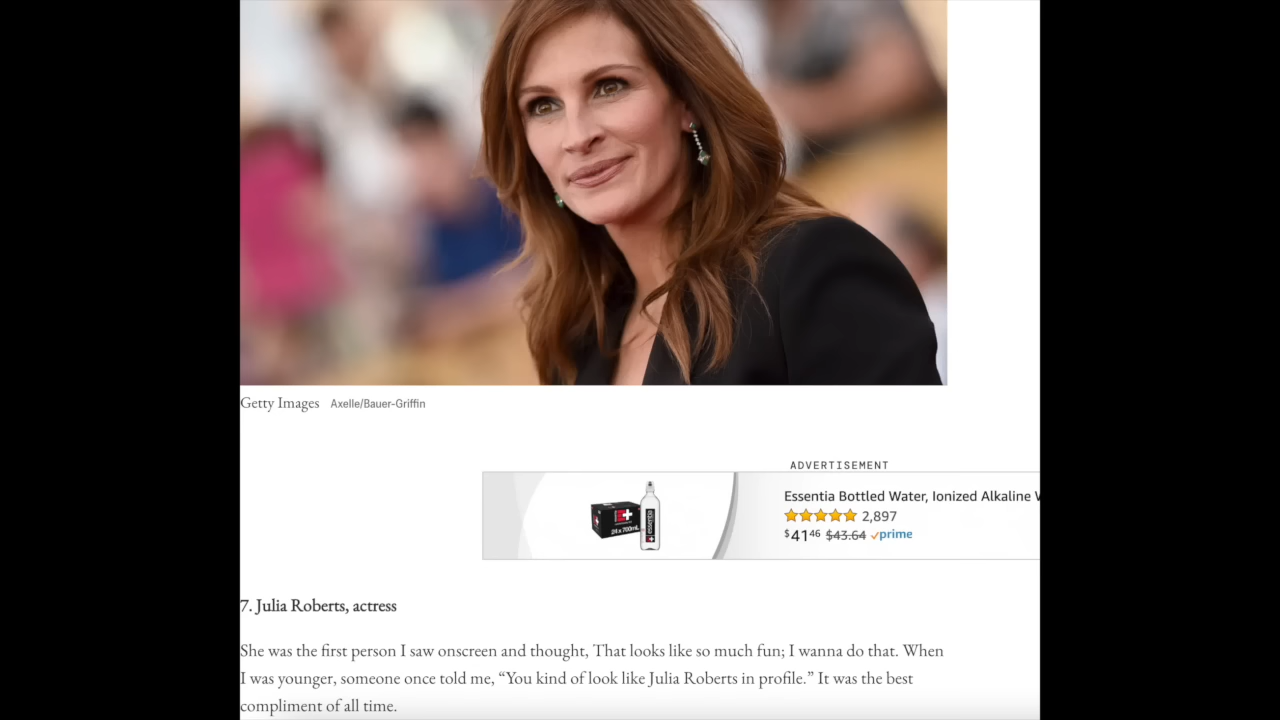 Getty Images Axelle/Bauer-Griffin
ADVERTISEMENT
Essentia Bottled Water, Ionized Alkaline
2,897
$41 46 $43.64 prime
24 x 700mL
essentia
7. Julia Roberts, actress
She was the first person I saw onscreen and thought, That looks like so much fun; I wanna do that. When
I was younger, someone once told me, “You kind of look like Julia Roberts in profile.” It was the best
compliment of all time.